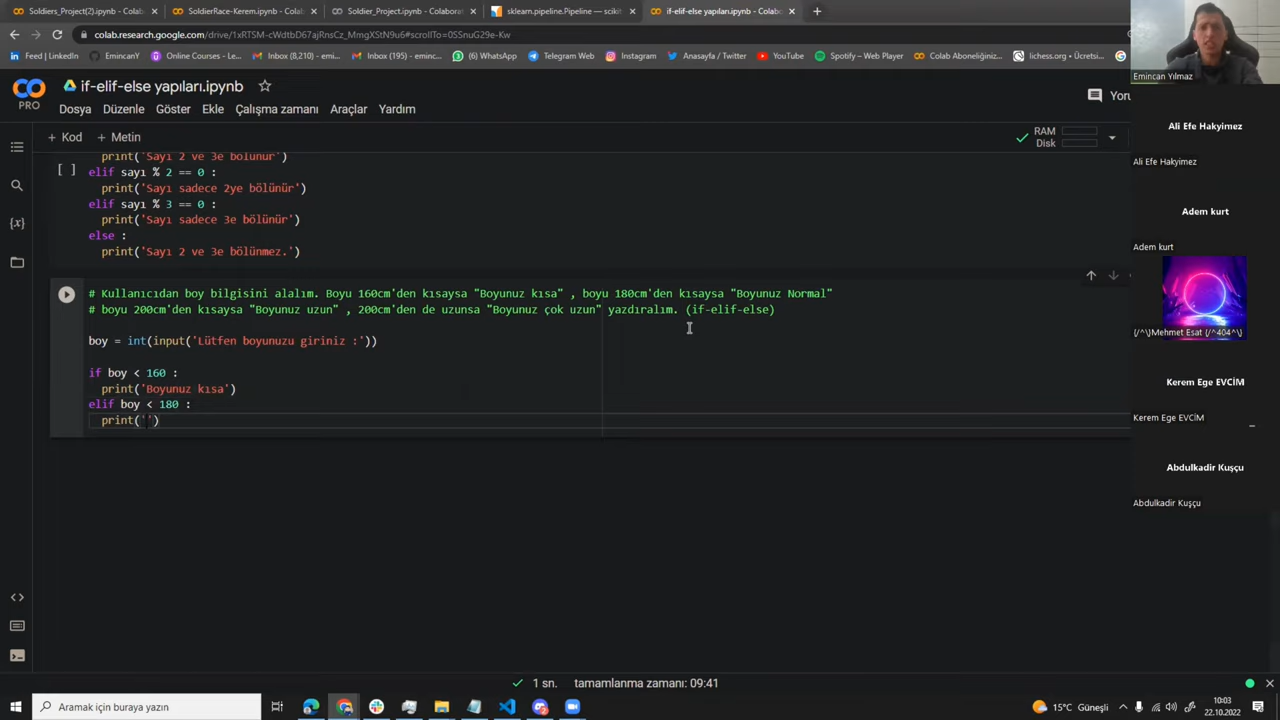 Soldiers_Project(2).ipynb - Cola
SoldierRace-Kerem.ipynb - Colab
Soldier_Project.ipynb - Colaborat
sklearn.pipeline.Pipeline — scikit
if-elif-else yapıları.ipynb - Colabo
colab.research.google.com/drive/1xRTSM-cWdtbD67ajRnsCz_MmgXStN9u6#scrollTo=0SSnuG29e-Kw
Feed | LinkedIn
EmincanY
Online Courses - Le...
Inbox (8,210) - emincan...
Inbox (195) - emincan...
(6) WhatsApp
Telegram Web
Instagram
Anasayfa / Twitter
YouTube
Spotify – Web Player
Colab Aboneliğiniz...
lichess.org • Ücretsi...
PRO
if-elif-else yapıları.ipynb
Dosya Düzenle Göster Ekle Çalışma zamanı Araçlar Yardım
Yoru
+ Kod + Metin
RAM
Disk
print('Sayı 2 ve 3e bölünür')
[ ] elif sayı % 2 == 0 :
print('Sayı sadece 2ye bölünür')
elif sayı % 3 == 0 :
print('Sayı sadece 3e bölünür')
else :
print('Sayı 2 ve 3e bölünmez.')
# Kullanıcıdan boy bilgisini alalım. Boyu 160cm'den kısaysa "Boyunuz kısa" , boyu 180cm'den kısaysa "Boyunuz Normal"
# boyu 200cm'den kısaysa "Boyunuz uzun" , 200cm'den de uzunsa "Boyunuz çok uzun" yazdıralım. (if-elif-else)
boy = int(input('Lütfen boyunuzu giriniz :'))
if boy < 160 :
print('Boyunuz kısa')
elif boy < 180 :
print('')
Emincan Yılmaz
Ali Efe Hakyimez
Ali Efe Hakyimez
Adem kurt
Adem kurt
{/^\}Mehmet Esat {/^404^\}
Kerem Ege EVCİM
Kerem Ege EVCİM
Abdulkadir Kuşçu
Abdulkadir Kuşçu
1 sn. tamamlanma zamanı: 09:41
Aramak için buraya yazın
15°C Güneşli
10:03
22.10.2022